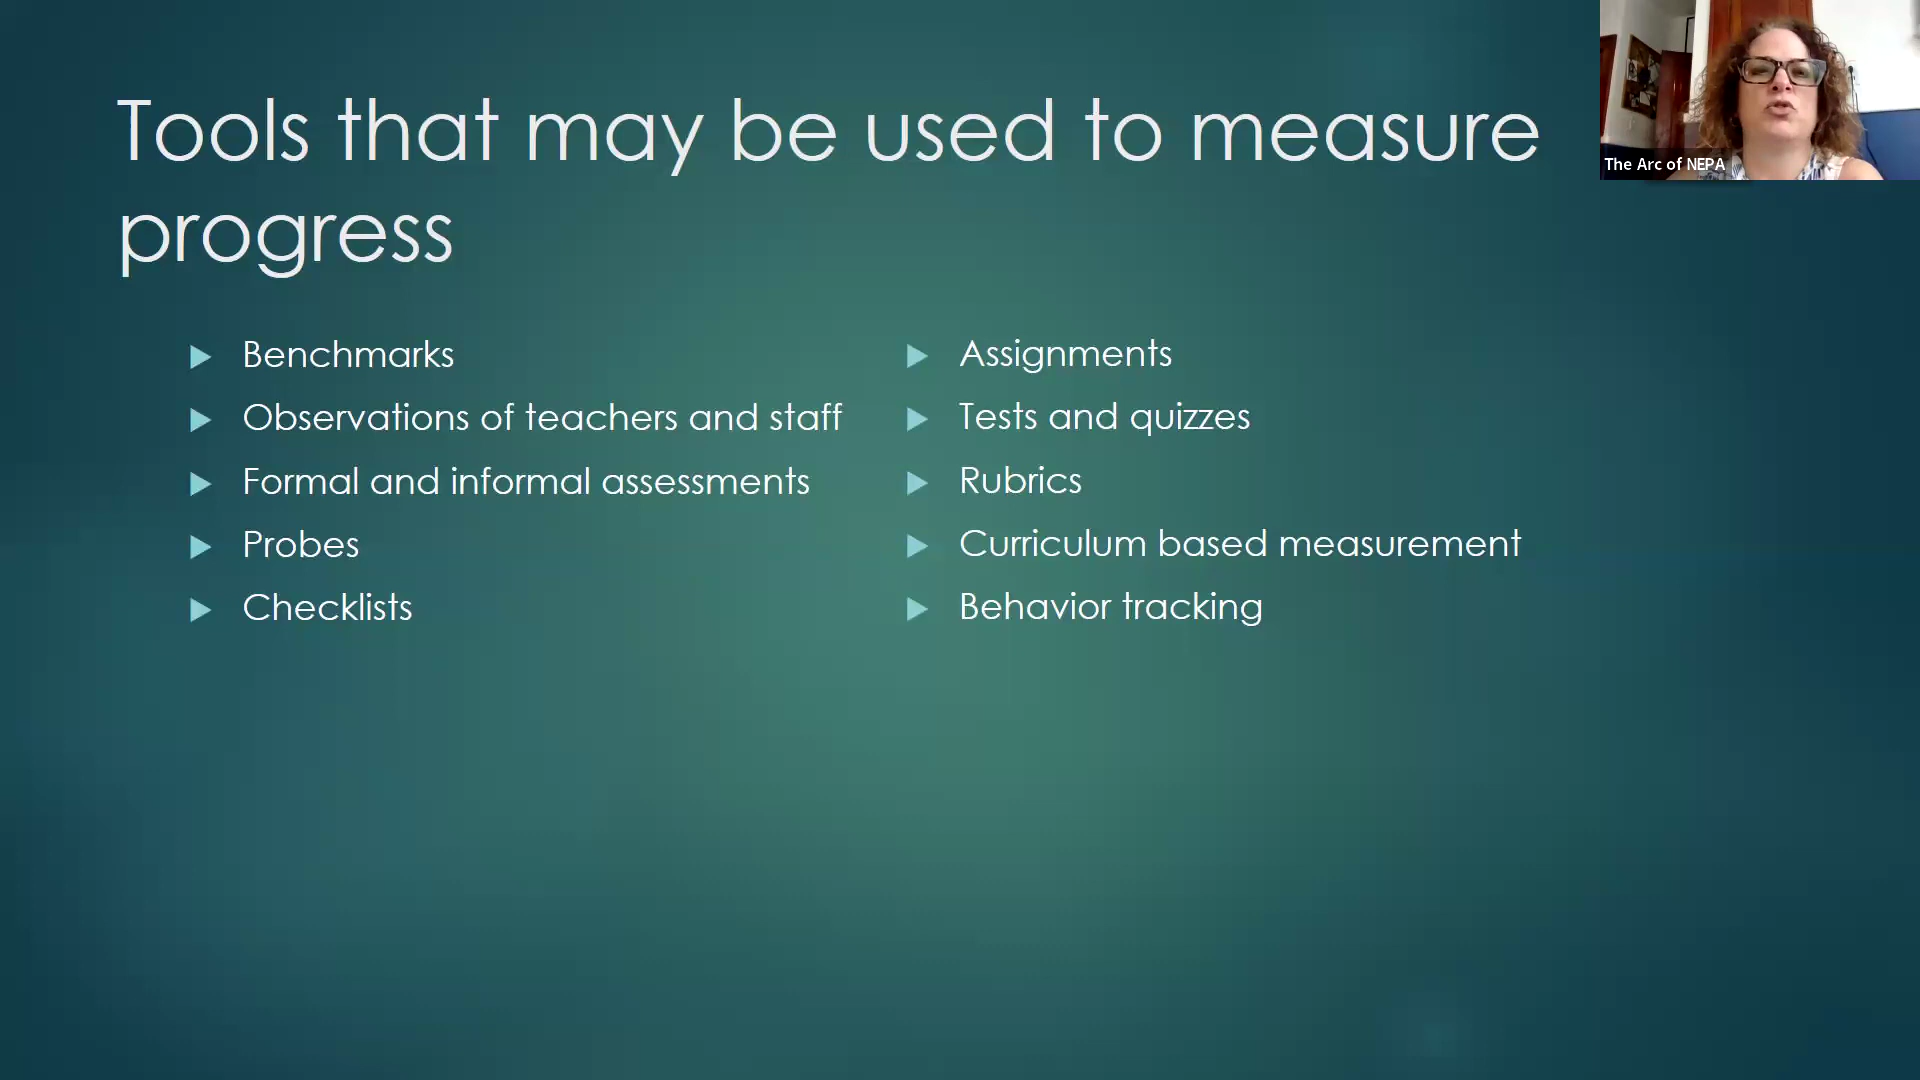 Tools that may be used to measure
progress
Benchmarks
Observations of teachers and staff
Formal and informal assessments
Probes
Checklists
Assignments
Tests and quizzes
Rubrics
Curriculum based measurement
Behavior tracking
The Arc of NEPA